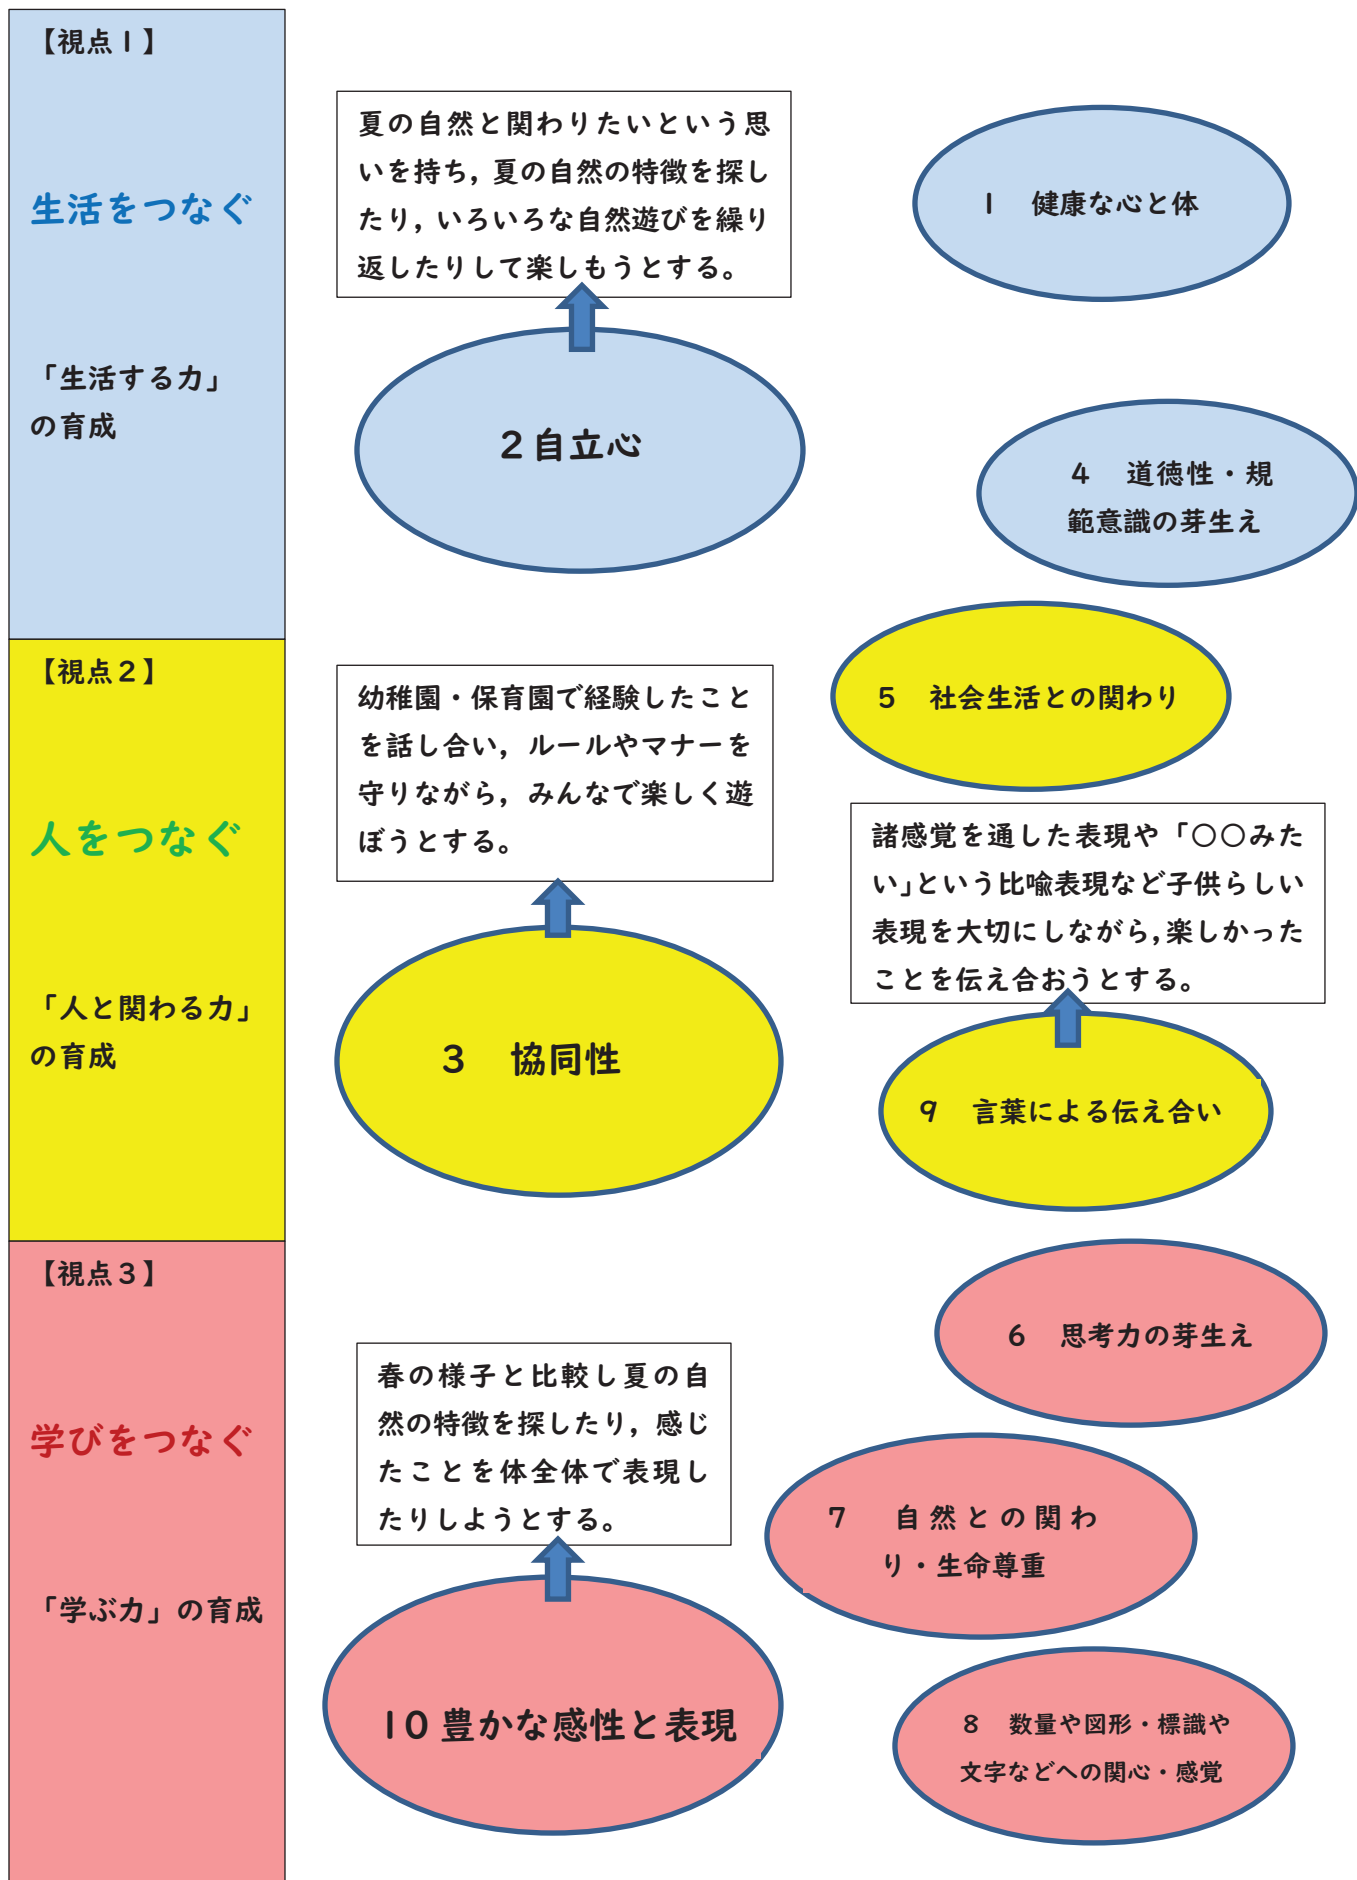 【視点1】
生活をつなぐ
「生活する力」
の育成
夏の自然と関わりたいという思
いを持ち，夏の自然の特徴を探し
たり，いろいろな自然遊びを繰り
返したりして楽しもうとする。
2自立心
1　健康な心と体
4　道徳性・規
範意識の芽生え
【視点2】
人をつなぐ
「人と関わる力」
の育成
幼稚園・保育園で経験したこと
を話し合い，ルールやマナーを
守りながら，みんなで楽しく遊
ぼうとする。
3　協同性
5　社会生活との関わり
諸感覚を通した表現や「○○みた
い」という比喩表現など子供らしい
表現を大切にしながら，楽しかった
ことを伝え合おうとする。
9　言葉による伝え合い
【視点3】
学びをつなぐ
「学ぶ力」の育成
春の様子と比較し夏の自
然の特徴を探したり，感じ
たことを体全体で表現し
たりしようとする。
10豊かな感性と表現
6　思考力の芽生え
7　自然との関わ
り・生命尊重
8　数量や図形・標識や
文字などへの関心・感覚